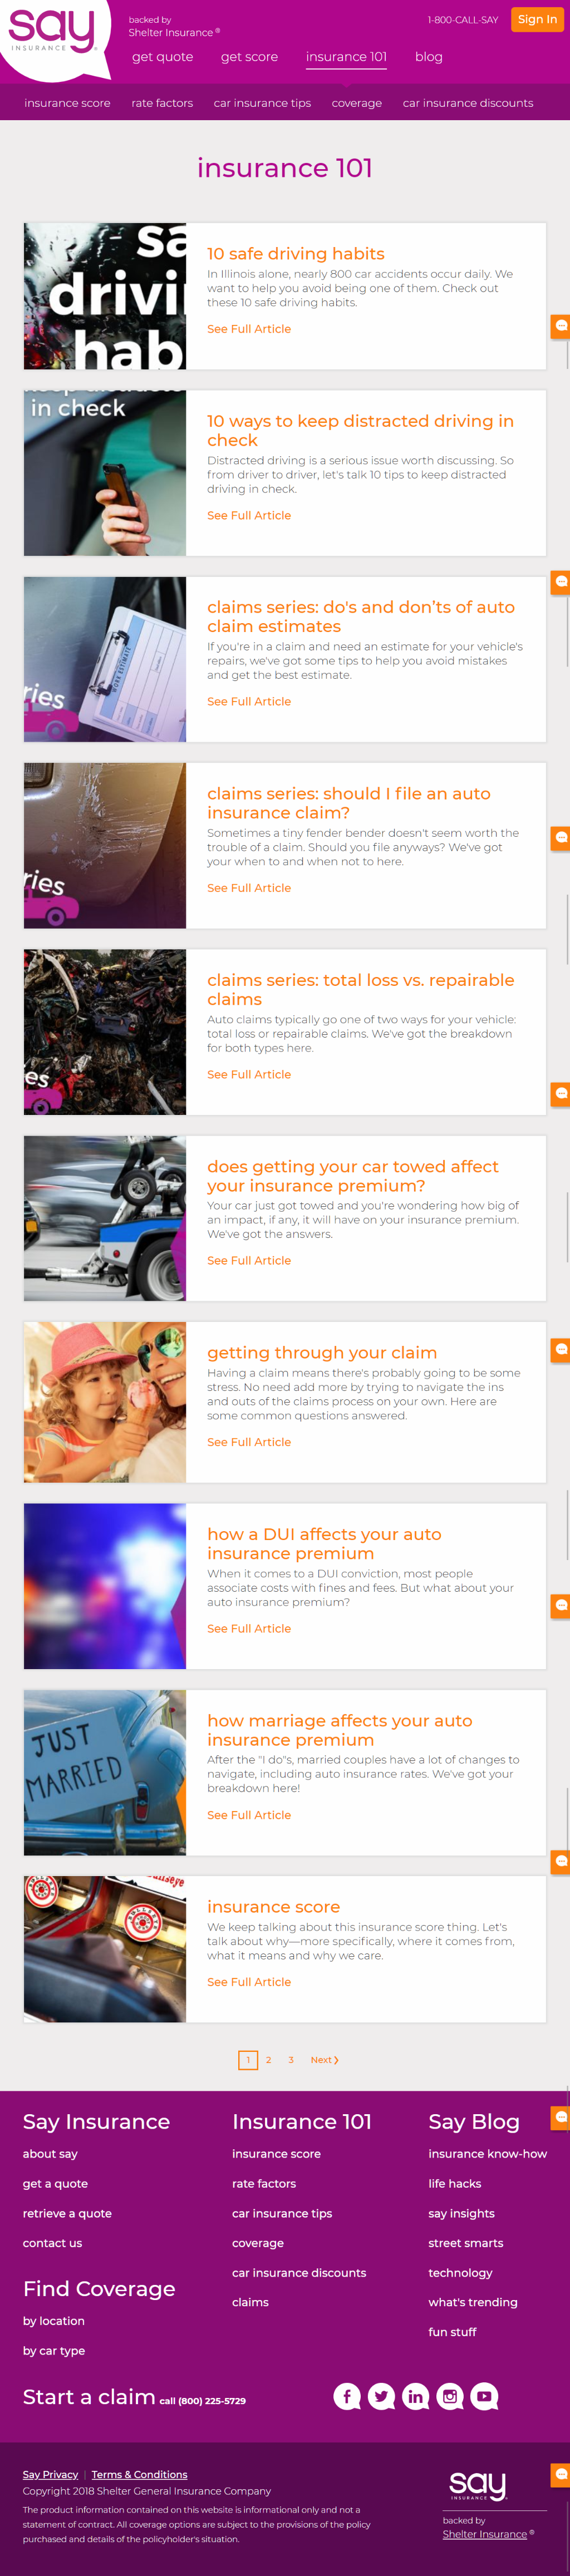 say
INSURANCE
backed by
Shelter Insurance ®
1-800-CALL-SAY
Sign In
get quote
get score
insurance 101
blog
insurance score
rate factors
car insurance tips
coverage
car insurance discounts
insurance 101
10 safe driving habits
In Illinois alone, nearly 800 car accidents occur daily. We
want to help you avoid being one of them. Check out
these 10 safe driving habits.
See Full Article
in check
10 ways to keep distracted driving in
check
Distracted driving is a serious issue worth discussing. So
from driver to driver, let's talk 10 tips to keep distracted
driving in check.
See Full Article
WORK ESTIMATE
claims series: do's and don'ts of auto
claim estimates
If you're in a claim and need an estimate for your vehicle's
repairs, we've got some tips to help you avoid mistakes
and get the best estimate.
See Full Article
claims series: should I file an auto
insurance claim?
Sometimes a tiny fender bender doesn't seem worth the
trouble of a claim. Should you file anyways? We've got
your when to and when not to here.
See Full Article
claims series: total loss vs. repairable
claims
Auto claims typically go one of two ways for your vehicle:
total loss or repairable claims. We've got the breakdown
for both types here.
See Full Article
does getting your car towed affect
your insurance premium?
Your car just got towed and you're wondering how big of
an impact, if any, it will have on your insurance premium.
We've got the answers.
See Full Article
getting through your claim
Having a claim means there's probably going to be some
stress. No need add more by trying to navigate the ins
and outs of the claims process on your own. Here are
some common questions answered.
See Full Article
how a DUI affects your auto
insurance premium
When it comes to a DUI conviction, most people
associate costs with fines and fees. But what about your
auto insurance premium?
See Full Article
JUST
MARRIED
how marriage affects your auto
insurance premium
After the "I do"s, married couples have a lot of changes to
navigate, including auto insurance rates. We've got your
breakdown here!
See Full Article
insurance score
We keep talking about this insurance score thing. Let's
talk about why—more specifically, where it comes from,
what it means and why we care.
See Full Article
1 2 3 Next ❯
Say Insurance
about say
get a quote
retrieve a quote
contact us
Find Coverage
by location
by car type
Insurance 101
insurance score
rate factors
car insurance tips
coverage
car insurance discounts
claims
Say Blog
insurance know-how
life hacks
say insights
street smarts
technology
what's trending
fun stuff
Start a claim call (800) 225-5729
Say Privacy | Terms & Conditions
Copyright 2018 Shelter General Insurance Company
The product information contained on this website is informational only and not a
statement of contract. All coverage options are subject to the provisions of the policy
purchased and details of the policyholder's situation.
say
INSURANCE
backed by
Shelter Insurance ®